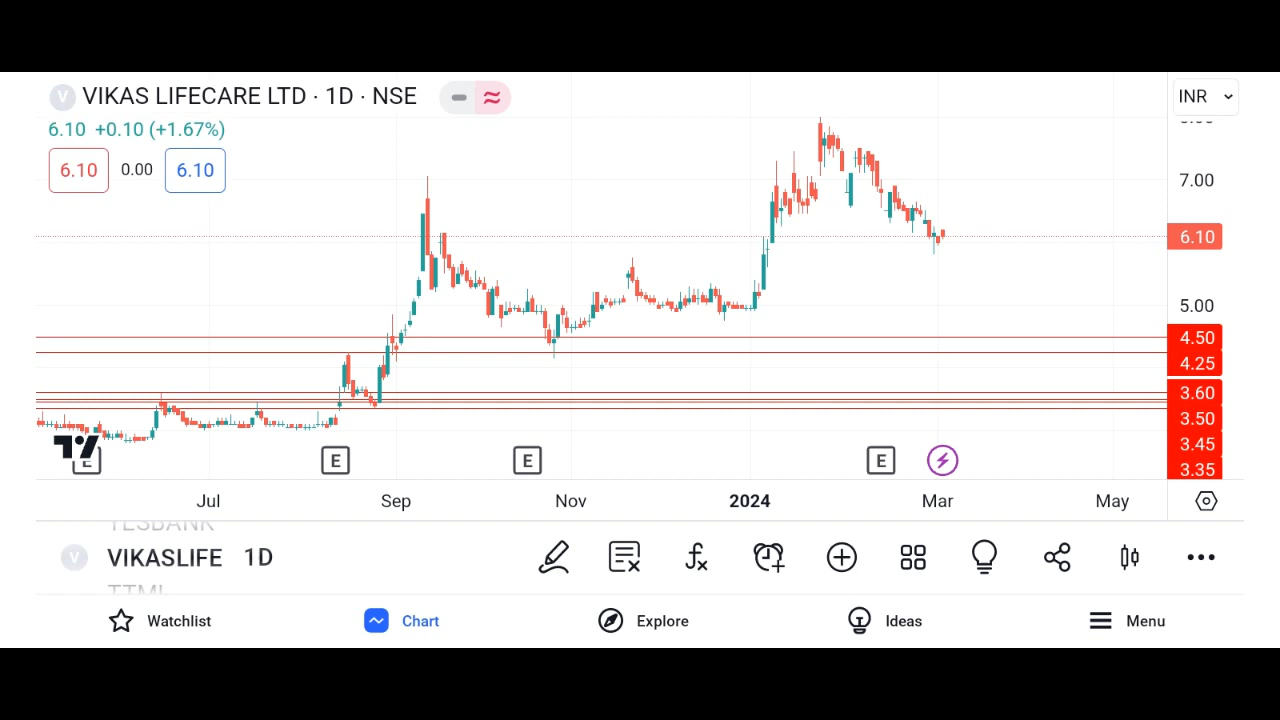 VIKAS LIFECARE LTD · 1D · NSE
INR
6.10 +0.10 (+1.67%)
6.10 0.00 6.10
7.00
6.10
5.00
4.50
4.25
3.60
3.50
3.45
3.35
E E E E
Jul Sep Nov 2024 Mar May
YESBANK
V VIKASLIFE 1D
TTML
Watchlist Chart Explore Ideas Menu